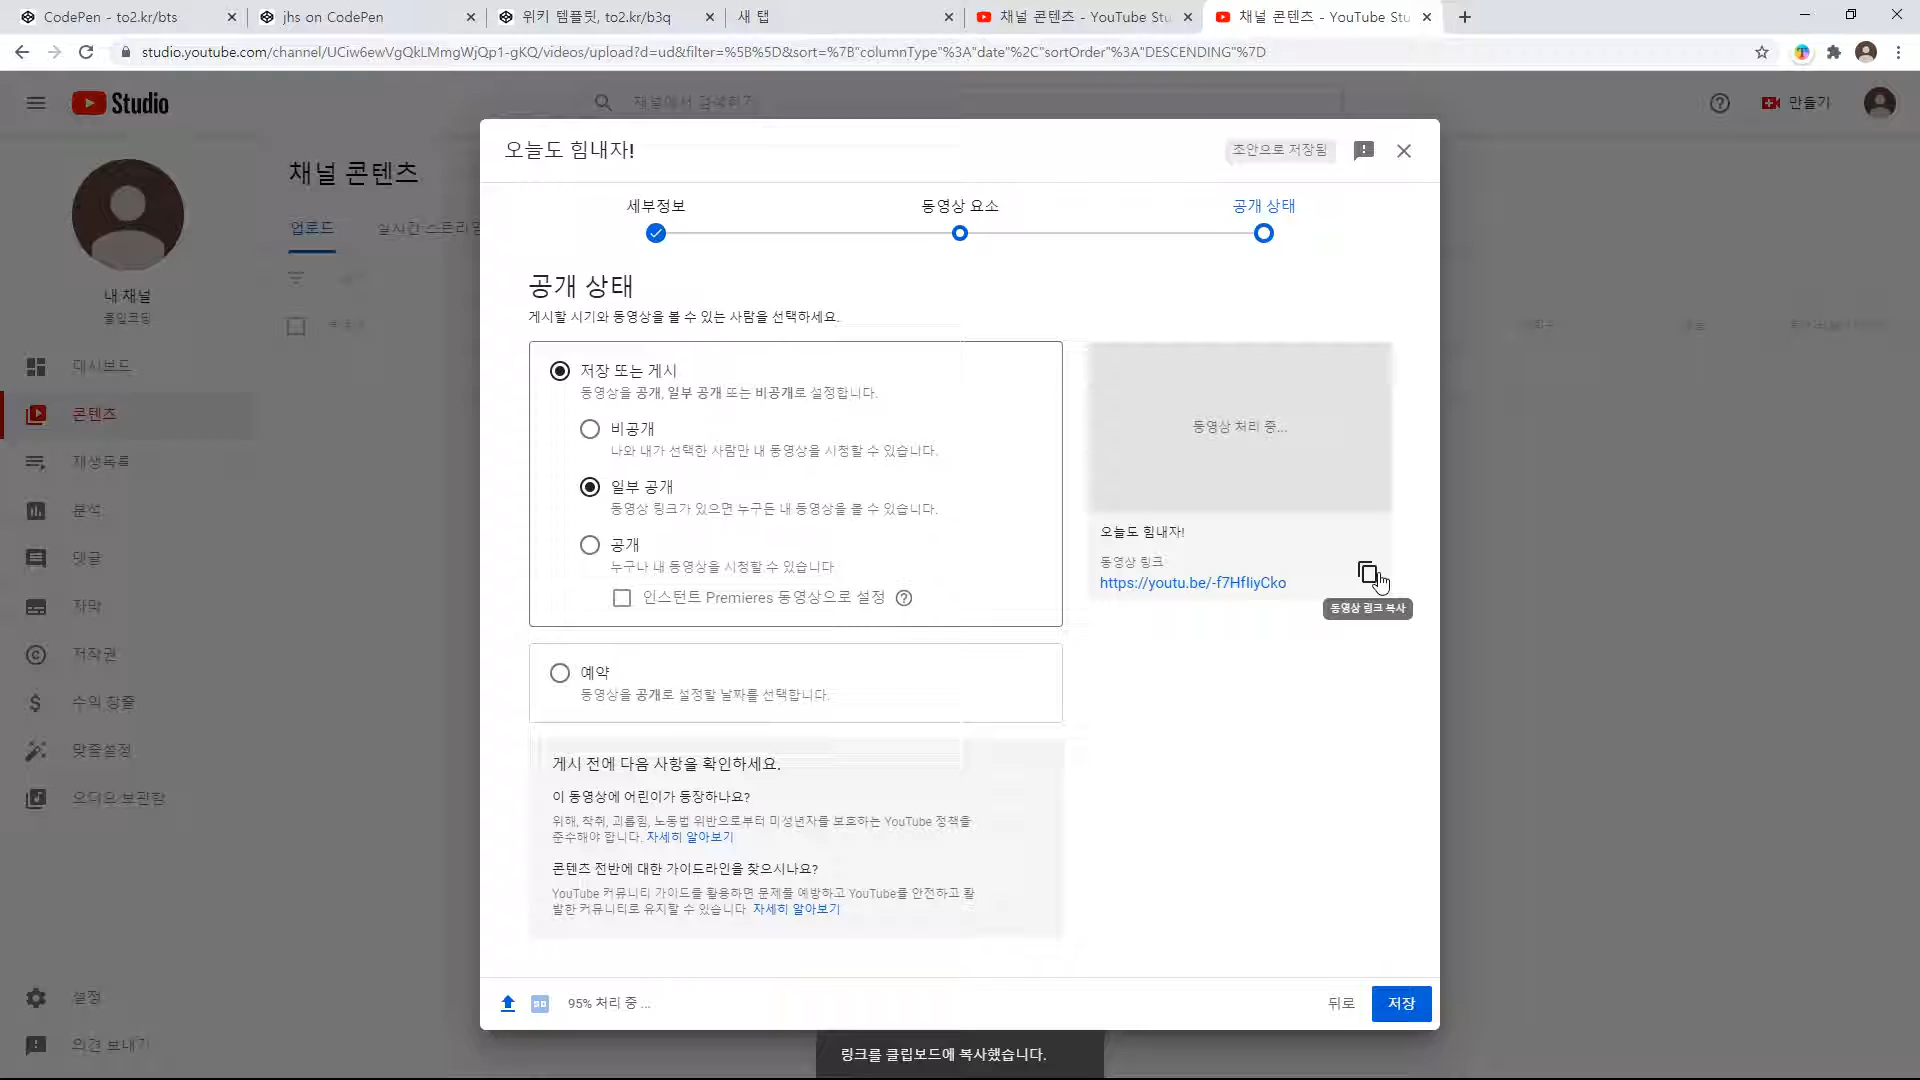 CodePen - to2.kr/bts
jhs on CodePen
위키 템플릿, to2.kr/b3q
새 탭
채널 콘텐츠 - YouTube Stu
채널 콘텐츠 - YouTube Stu
studio.youtube.com/channel/UCiw6ewVgQkLMmgWjQp1-gKQ/videos/upload?d=ud&filter=%5B%5D&sort=%7B"columnType"%3A"date"%2C"sortOrder"%3A"DESCENDING"%7D
Studio
채널에서 검색하기
만들기
오늘도 힘내자!
초안으로 저장됨
채널 콘텐츠
업로드
실시간 스트리밍
세부정보
동영상 요소
공개 상태
내 채널
몰입코딩
대시보드
콘텐츠
재생목록
분석
댓글
자막
저작권
수익 창출
맞춤설정
오디오 보관함
설정
의견 보내기
공개 상태
게시할 시기와 동영상을 볼 수 있는 사람을 선택하세요.
저장 또는 게시
동영상을 공개, 일부 공개 또는 비공개로 설정합니다.
비공개
나와 내가 선택한 사람만 내 동영상을 시청할 수 있습니다.
일부 공개
동영상 링크가 있으면 누구든 내 동영상을 볼 수 있습니다.
공개
누구나 내 동영상을 시청할 수 있습니다
인스턴트 Premieres 동영상으로 설정
예약
동영상을 공개로 설정할 날짜를 선택합니다.
동영상 처리 중...
오늘도 힘내자!
동영상 링크
https://youtu.be/-f7HfIiyCko
동영상 링크 복사
게시 전에 다음 사항을 확인하세요.
이 동영상에 어린이가 등장하나요?
위해, 착취, 괴롭힘, 노동법 위반으로부터 미성년자를 보호하는 YouTube 정책을
준수해야 합니다. 자세히 알아보기
콘텐츠 전반에 대한 가이드라인을 찾으시나요?
YouTube 커뮤니티 가이드를 활용하면 문제를 예방하고 YouTube를 안전하고 활
발한 커뮤니티로 유지할 수 있습니다. 자세히 알아보기
SD
95% 처리 중 ...
뒤로
저장
링크를 클립보드에 복사했습니다.